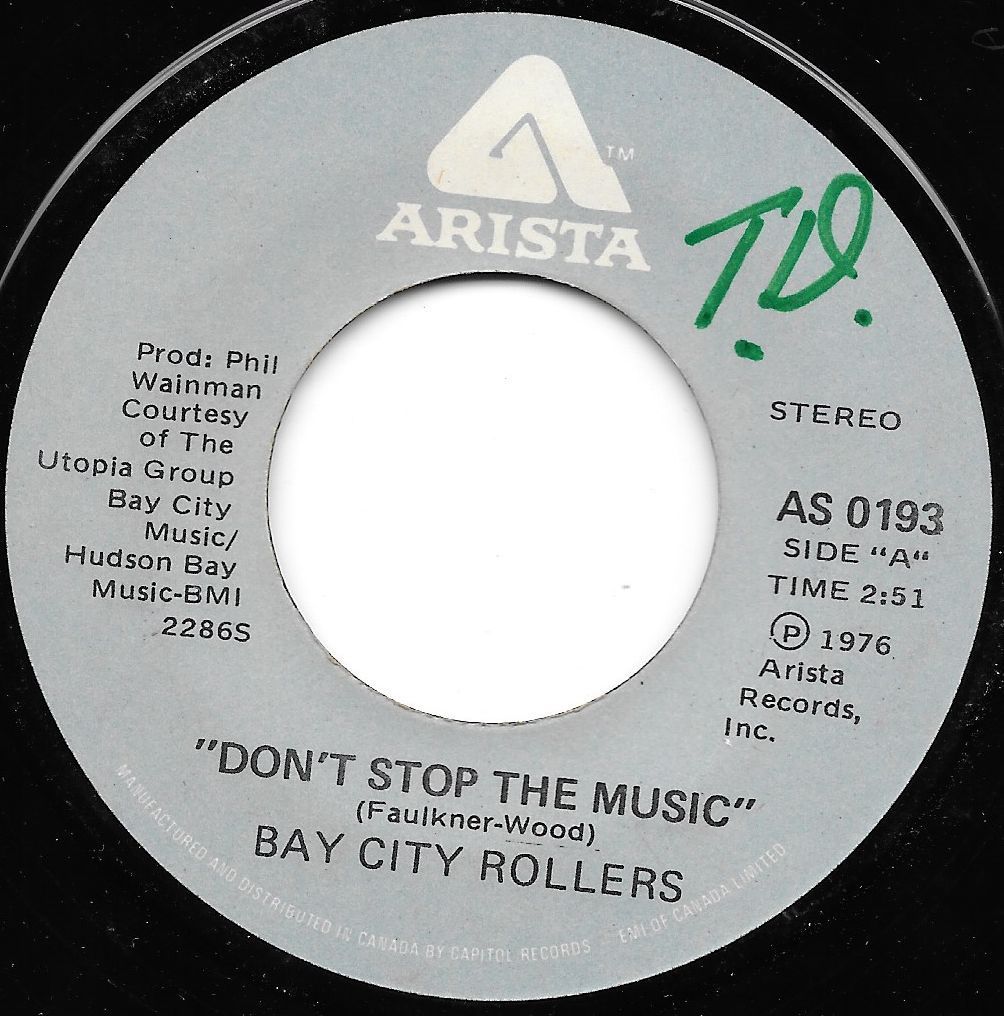 TM
ARISTA
T.D.
Prod: Phil
Wainman
Courtesy
of The
Utopia Group
Bay City
Music/
Hudson Bay
Music-BMI
2286S
STEREO
AS 0193
SIDE "A"
TIME 2:51
Ⓟ 1976
Arista
Records,
Inc.
"DON'T STOP THE MUSIC"
(Faulkner-Wood)
BAY CITY ROLLERS
MANUFACTURED AND DISTRIBUTED IN CANADA BY CAPITOL RECORDS EMI OF CANADA LIMITED